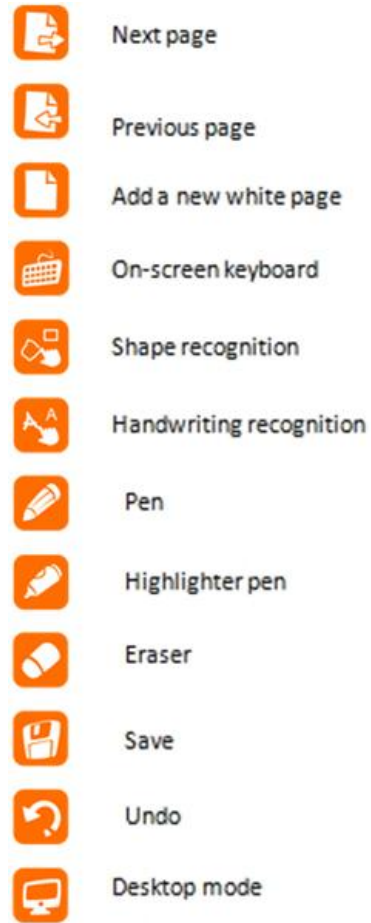 Next page
Previous page
Add a new white page
On-screen keyboard
Shape recognition
Handwriting recognition
Pen
Highlighter pen
Eraser
Save
Undo
Desktop mode